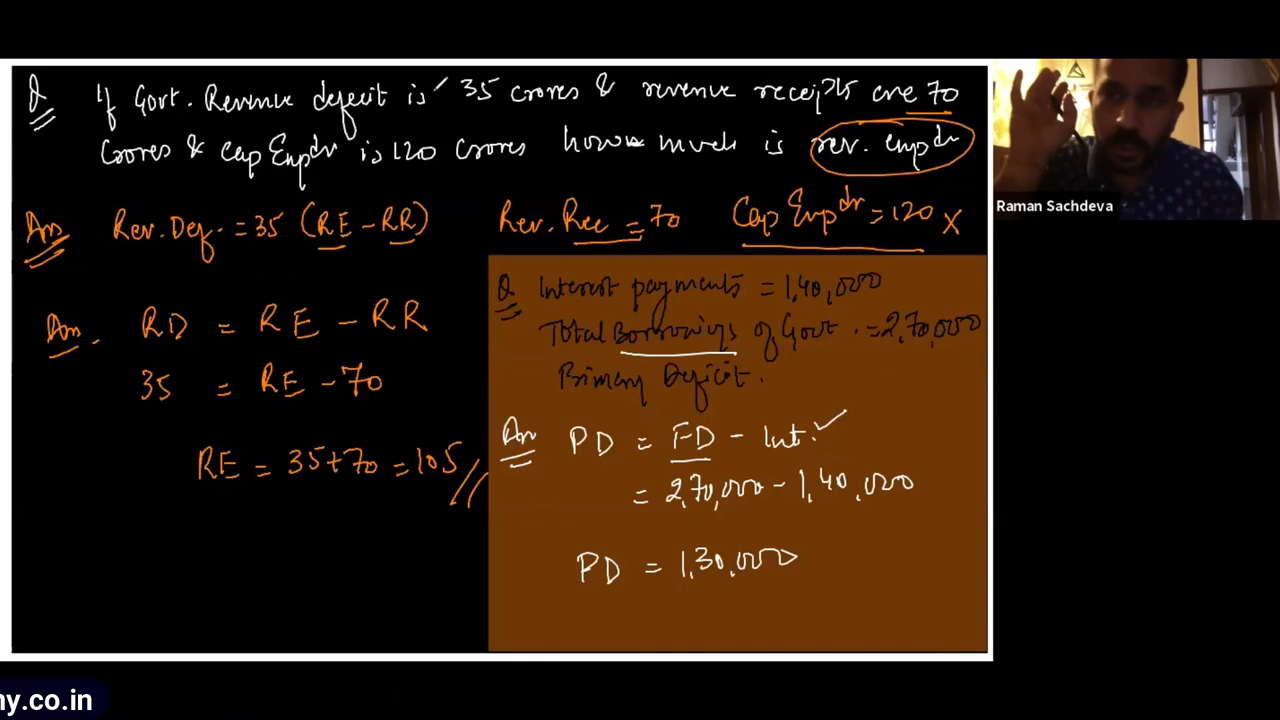 Q If Govt. Revenue deficit is 35 crores & revenue receipts are 70
Crores & Cap Expdr is 120 Crores how much is rev. expdr
Ans Rev. Def. = 35 (RE - RR) Rev. Rec = 70 Cap Expdr = 120 X
Ans. RD = RE - RR
35 = RE - 70
RE = 35+70 = 105 //
Q Interest payments = 1,40,000
Total Borrowings of Govt. = 2,70,000
Primary Deficit.
Ans PD = FD - Int. ✓
= 2,70,000 - 1,40,000
PD = 1,30,000
Raman Sachdeva
ny.co.in